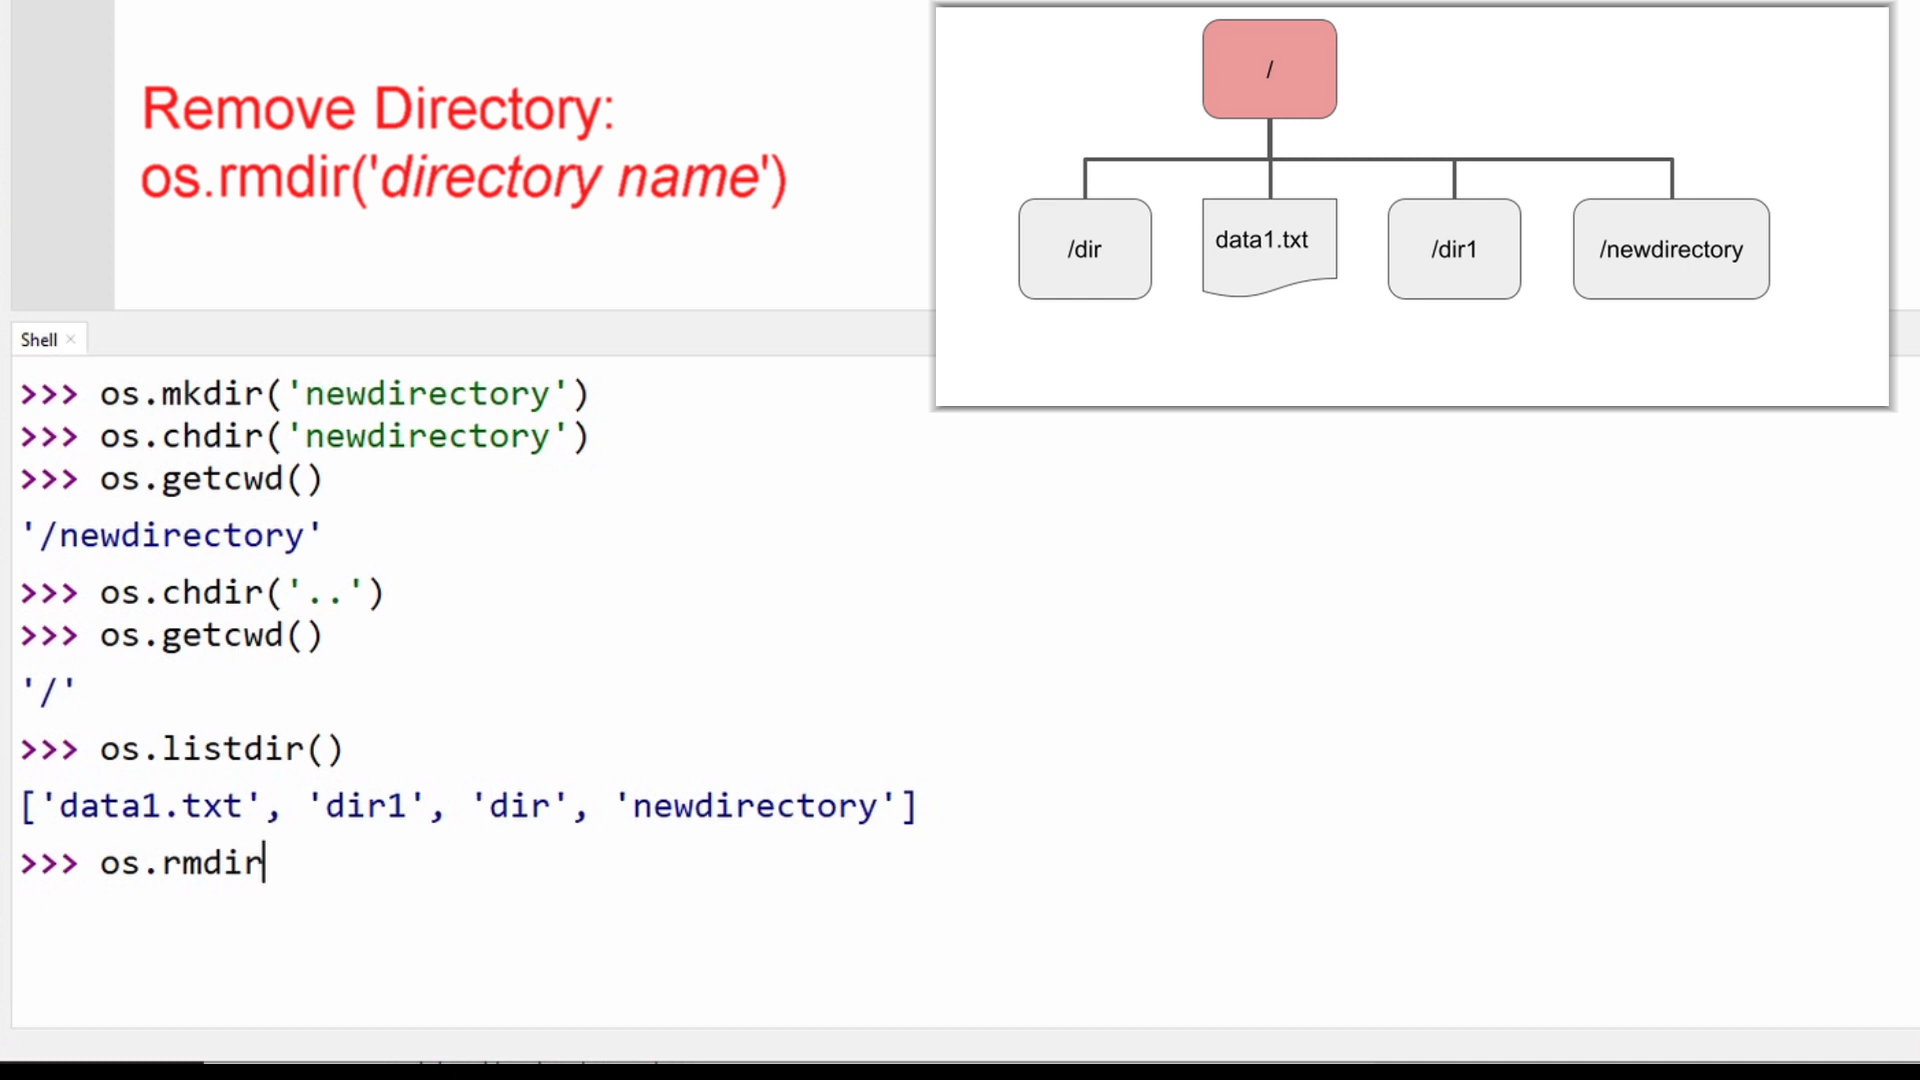 Remove Directory:
os.rmdir('directory name')
/
/dir
data1.txt
/dir1
/newdirectory
Shell ×
>>> os.mkdir('newdirectory')
>>> os.chdir('newdirectory')
>>> os.getcwd()
'/newdirectory'
>>> os.chdir('..')
>>> os.getcwd()
'/'
>>> os.listdir()
['data1.txt', 'dir1', 'dir', 'newdirectory']
>>> os.rmdir